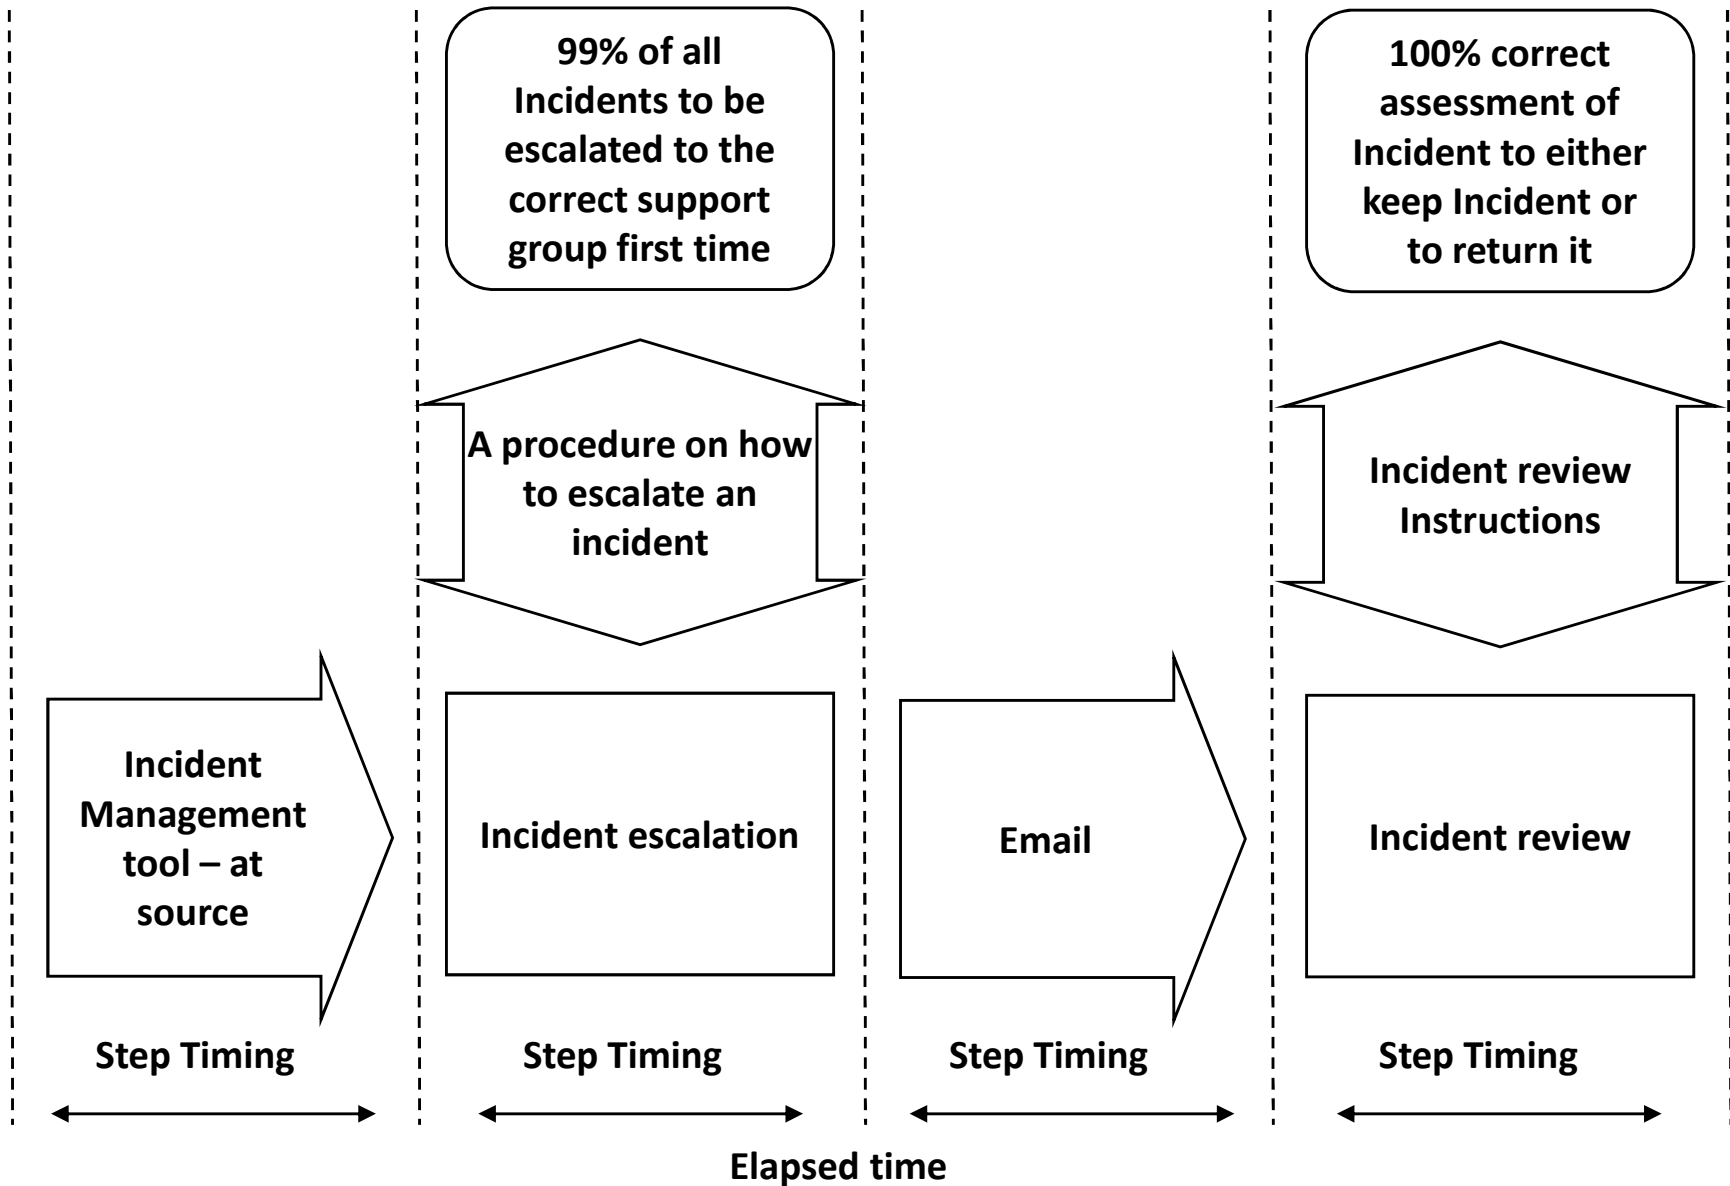 99% of all
Incidents to be
escalated to the
correct support
group first time
100% correct
assessment of
Incident to either
keep Incident or
to return it
A procedure on how
to escalate an
incident
Incident review
Instructions
Incident
Management
tool – at
source
Incident escalation
Email
Incident review
Step Timing
Step Timing
Step Timing
Step Timing
Elapsed time